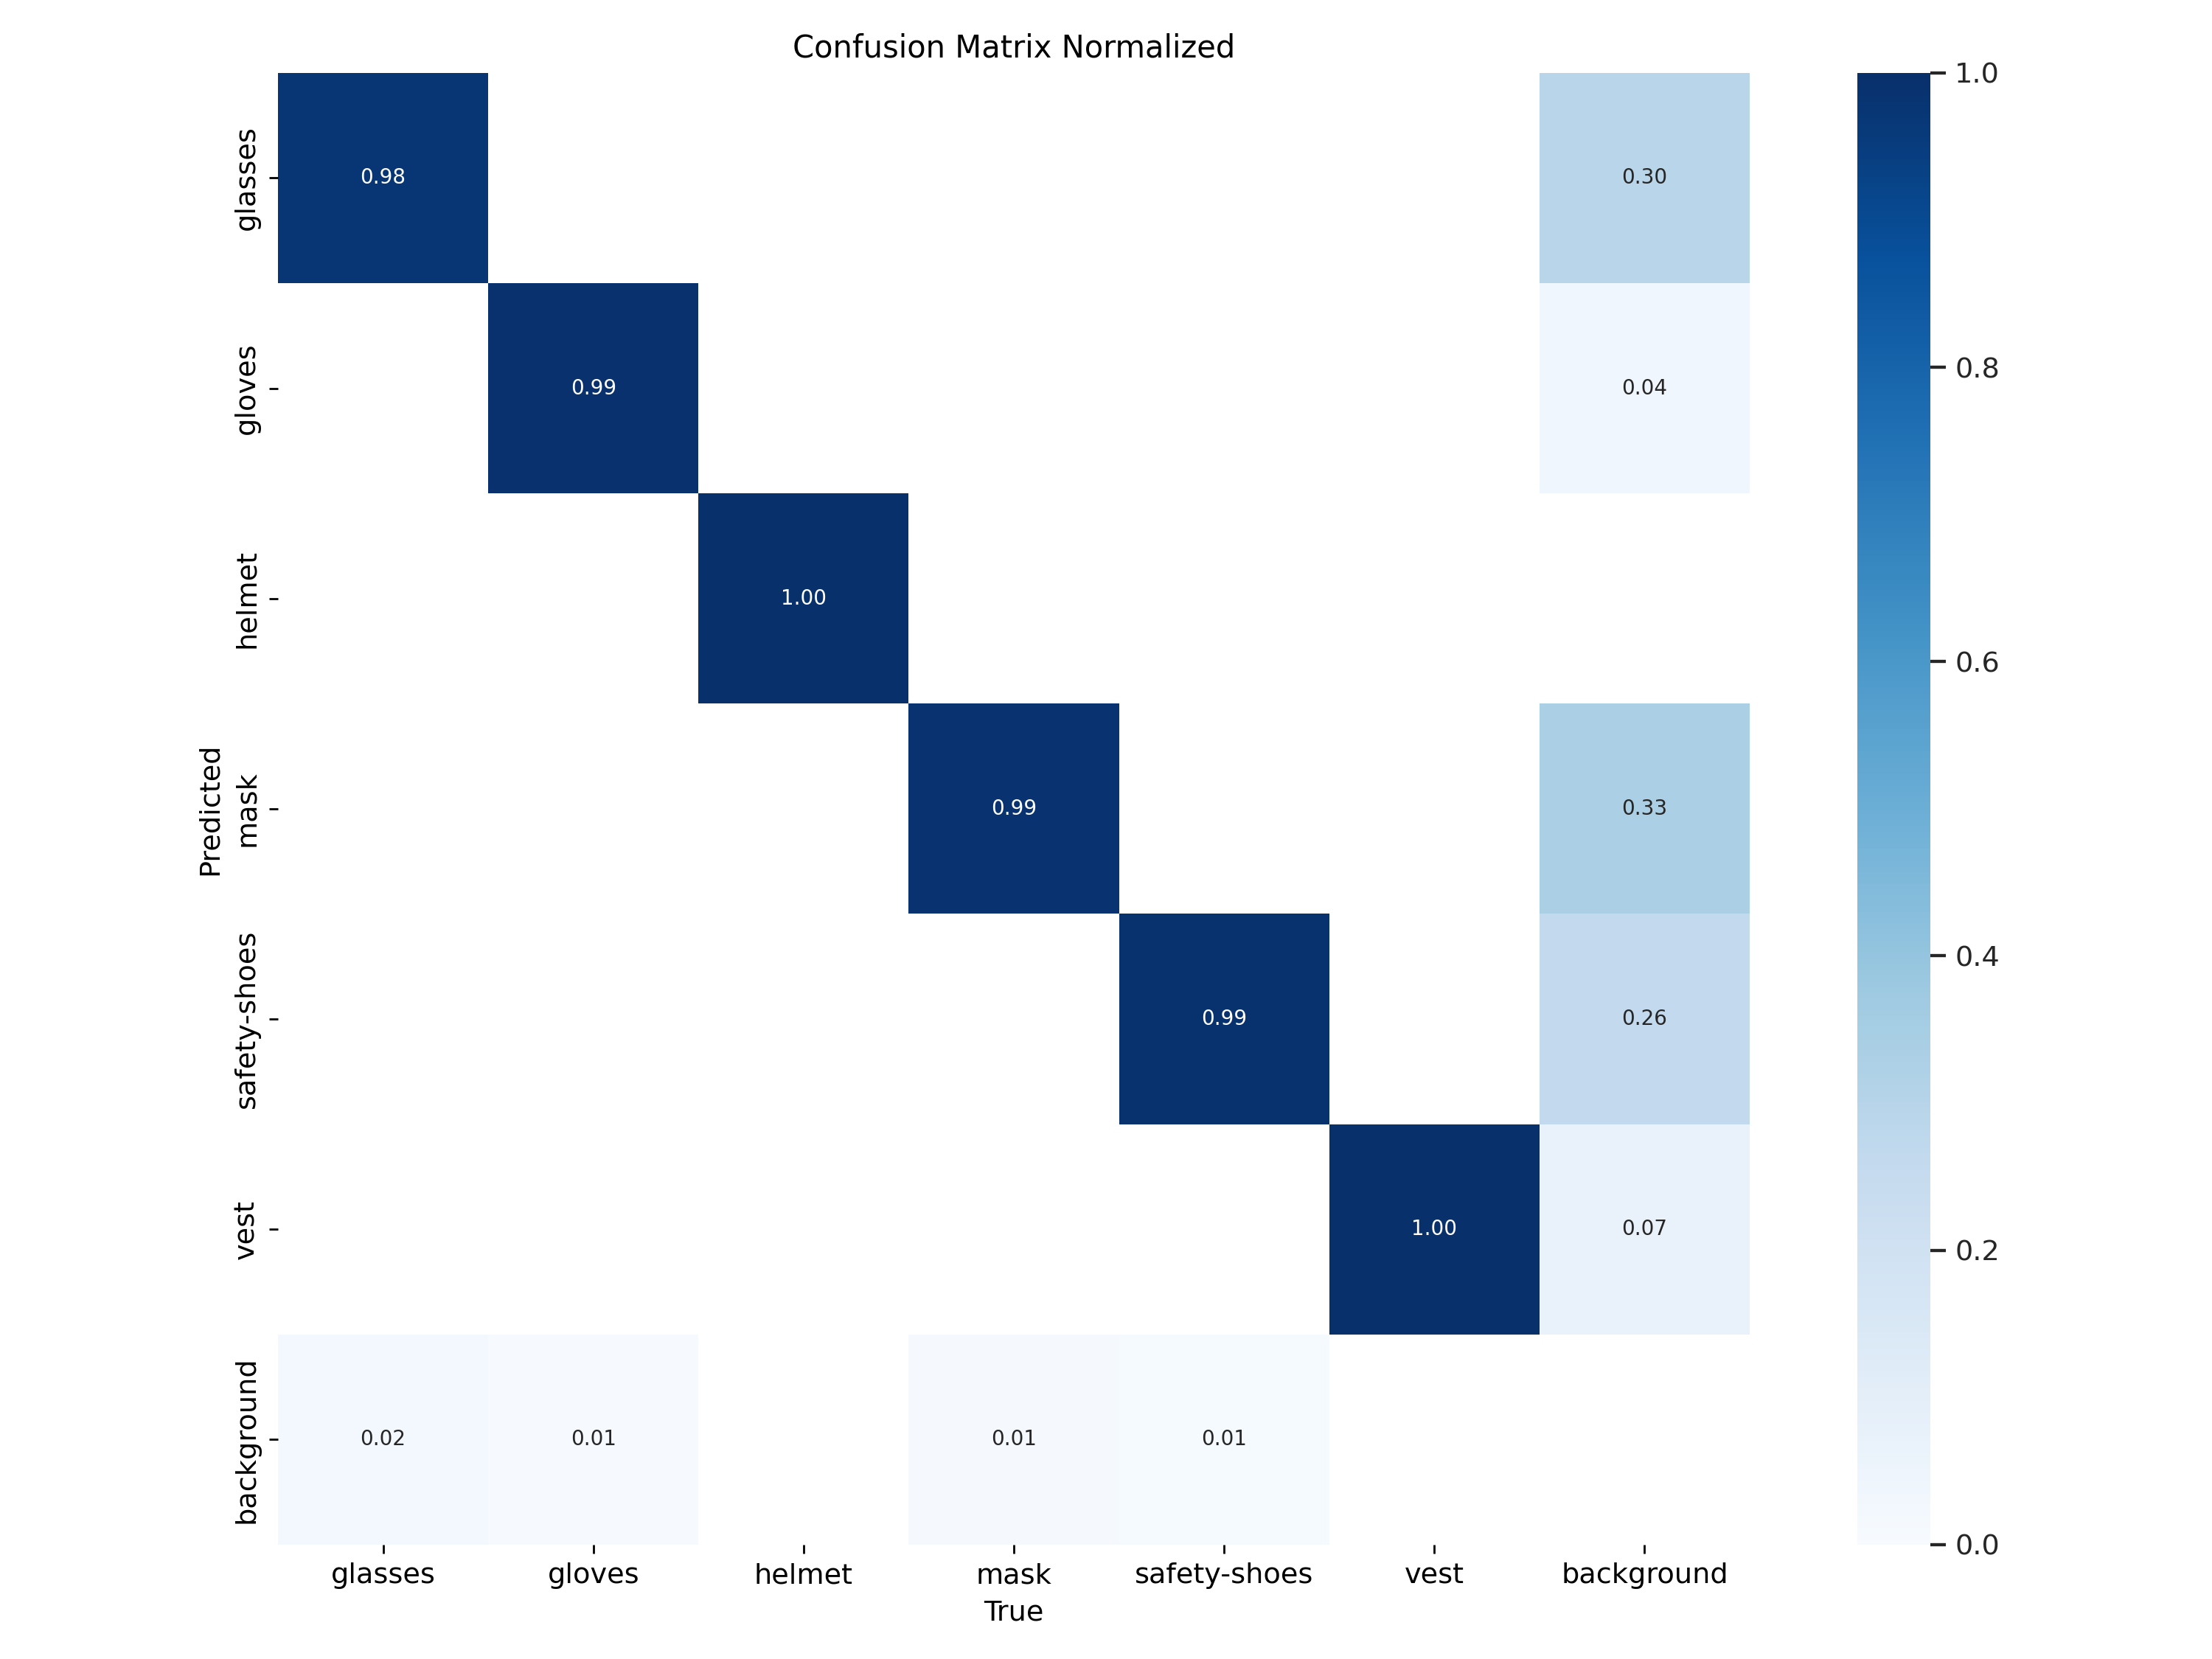 Confusion Matrix Normalized
1.0
glasses
0.98
0.30
gloves
0.99
0.04
0.8
helmet
1.00
0.6
Predicted
mask
0.99
0.33
0.4
safety-shoes
0.99
0.26
vest
1.00
0.07
0.2
background
0.02
0.01
0.01
0.01
0.0
glasses gloves helmet mask safety-shoes vest background
True